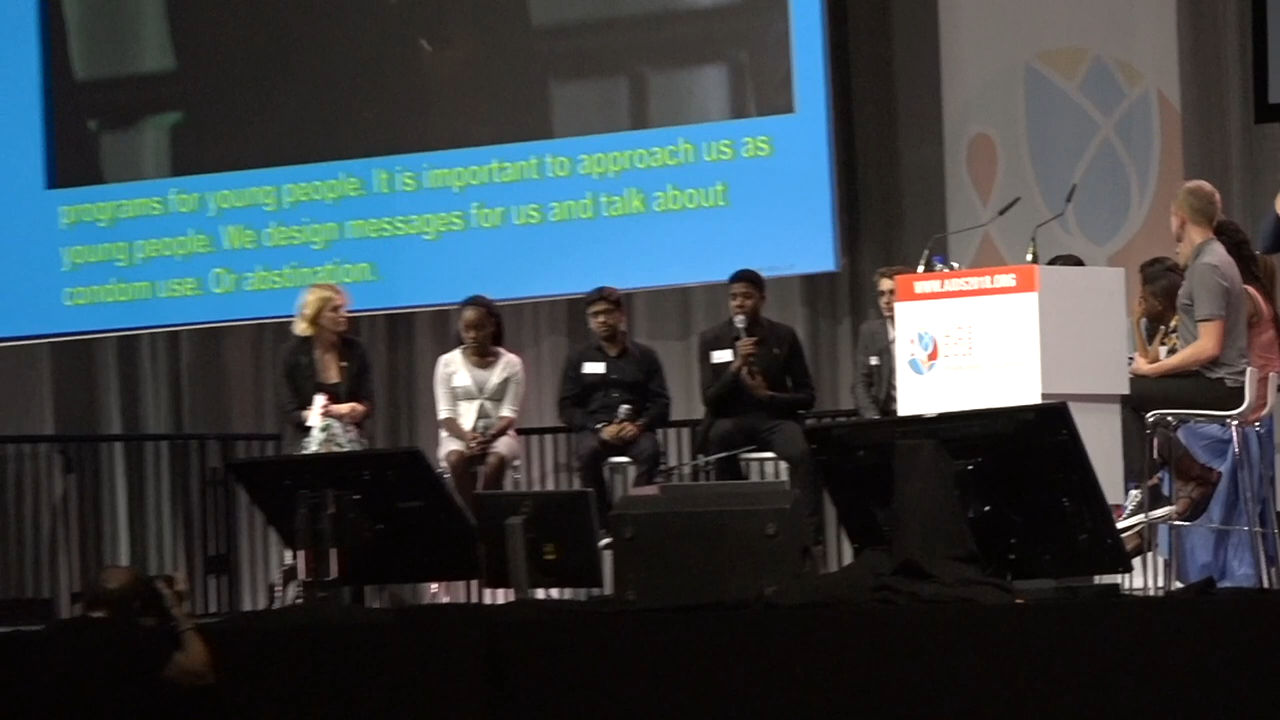 programs for young people. It is important to approach us as
young people. We design messages for us and talk about
condom use. Or abstination.
WWW.AIDS2018.ORG